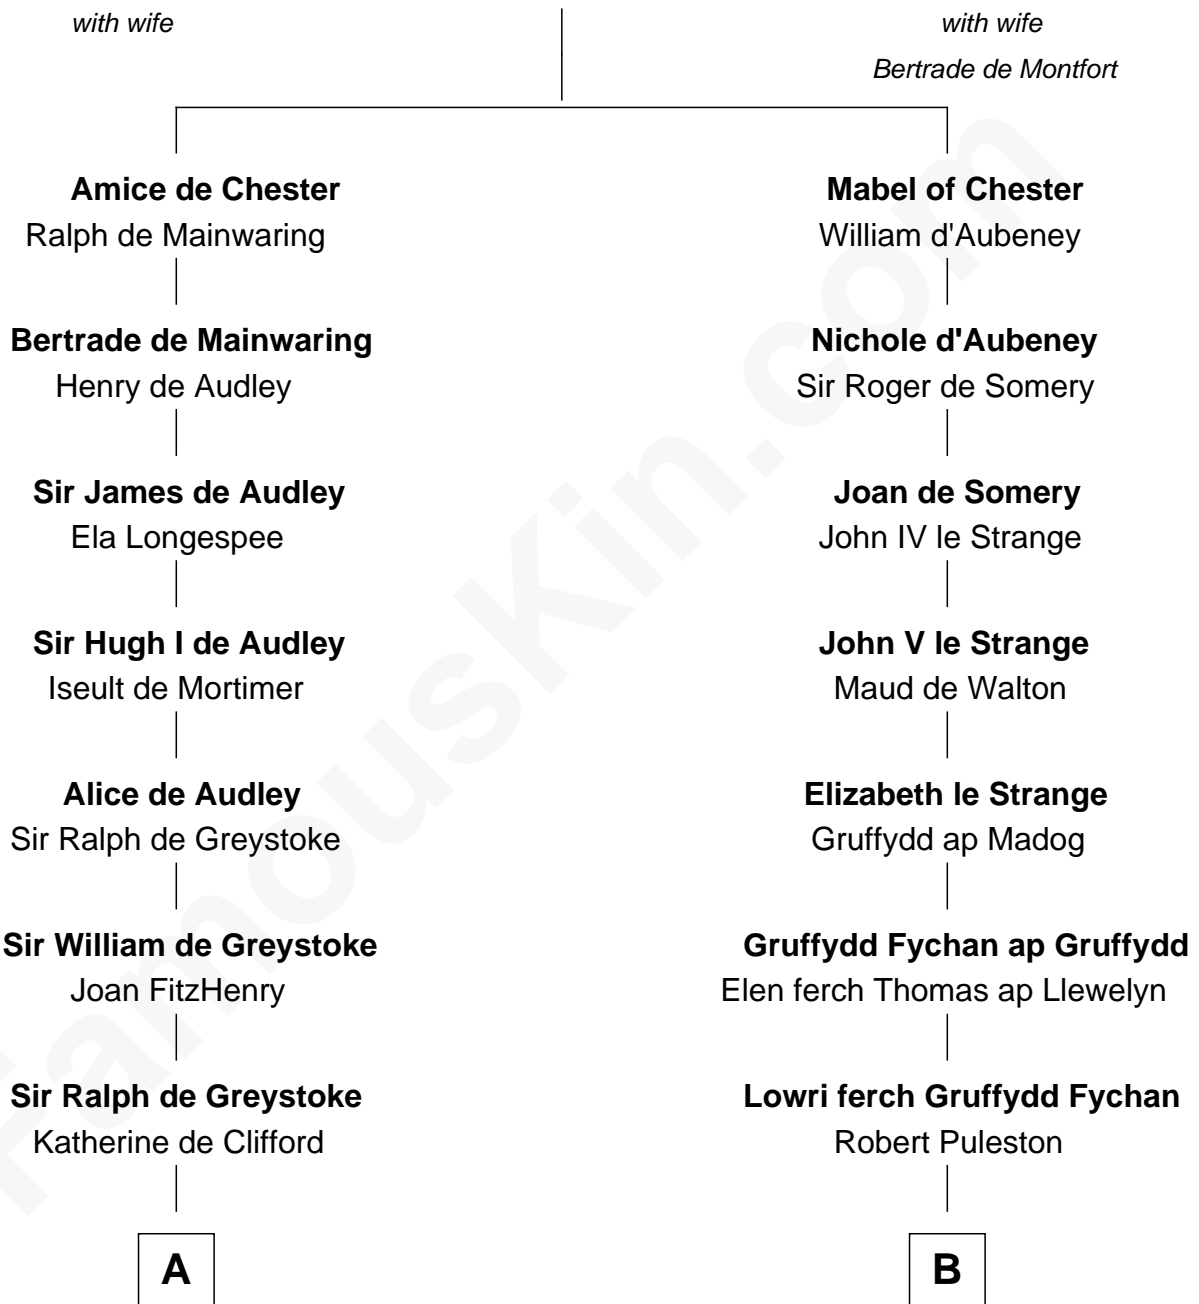 with wife
with wife
Bertrade de Montfort
Amice de Chester
Ralph de Mainwaring
Mabel of Chester
William d'Aubeney
Bertrade de Mainwaring
Henry de Audley
Nichole d'Aubeney
Sir Roger de Somery
Sir James de Audley
Ela Longespee
Joan de Somery
John IV le Strange
Sir Hugh I de Audley
Iseult de Mortimer
John V le Strange
Maud de Walton
Alice de Audley
Sir Ralph de Greystoke
Elizabeth le Strange
Gruffydd ap Madog
Sir William de Greystoke
Joan FitzHenry
Gruffydd Fychan ap Gruffydd
Elen ferch Thomas ap Llewelyn
Sir Ralph de Greystoke
Katherine de Clifford
Lowri ferch Gruffydd Fychan
Robert Puleston
A
B
FamousKin.com